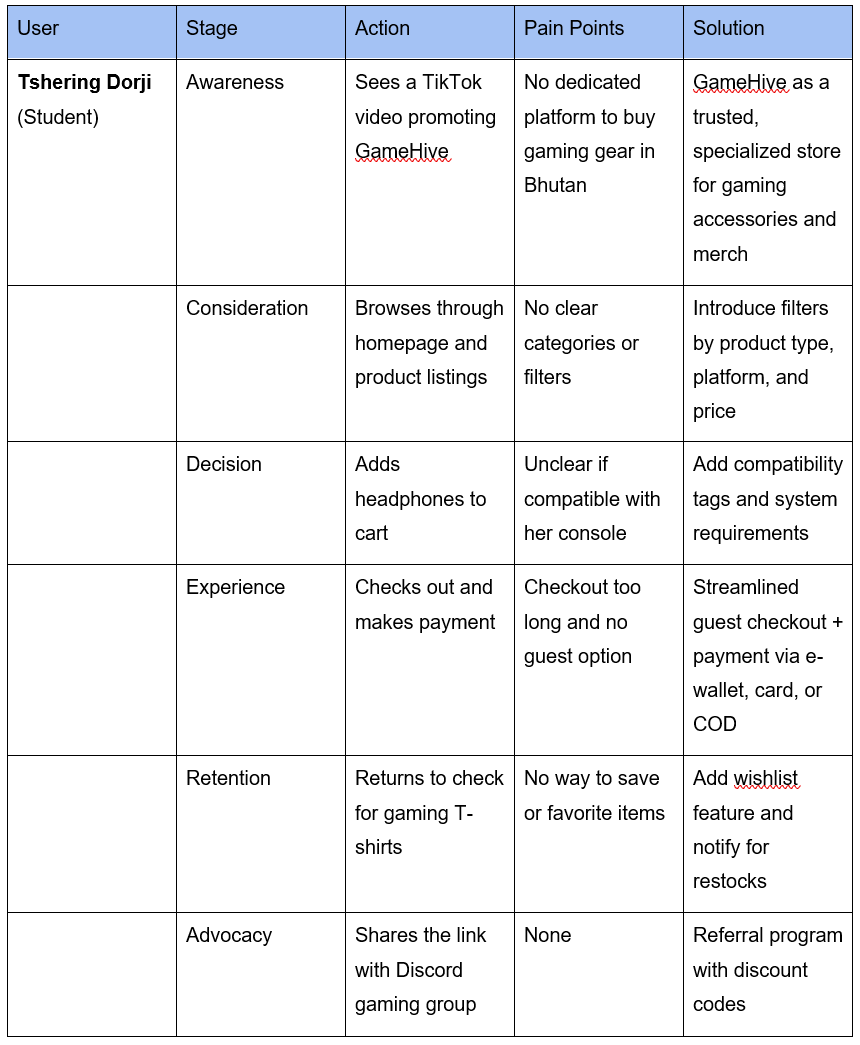 User
Stage
Action
Pain Points
Solution
Tshering Dorji
(Student)
Awareness
Sees a TikTok
video promoting
GameHive
No dedicated
platform to buy
gaming gear in
Bhutan
GameHive as a
trusted,
specialized store
for gaming
accessories and
merch
Consideration
Browses through
homepage and
product listings
No clear
categories or
filters
Introduce filters
by product type,
platform, and
price
Decision
Adds
headphones to
cart
Unclear if
compatible with
her console
Add compatibility
tags and system
requirements
Experience
Checks out and
makes payment
Checkout too
long and no
guest option
Streamlined
guest checkout +
payment via e-
wallet, card, or
COD
Retention
Returns to check
for gaming T-
shirts
No way to save
or favorite items
Add wishlist
feature and
notify for
restocks
Advocacy
Shares the link
with Discord
gaming group
None
Referral program
with discount
codes